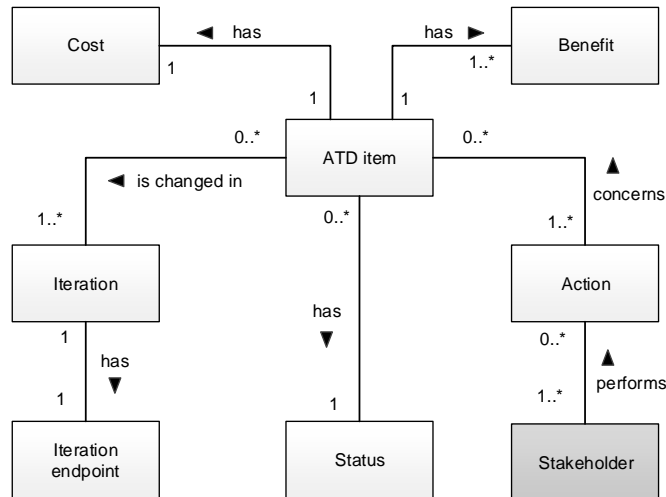 Cost
has
has
Benefit
1
1
1
1..*
0..*
ATD item
0..*
is changed in
concerns
1..*
0..*
1..*
Iteration
Action
1
has
has
0..*
performs
1
1
1..*
Iteration
endpoint
Status
Stakeholder